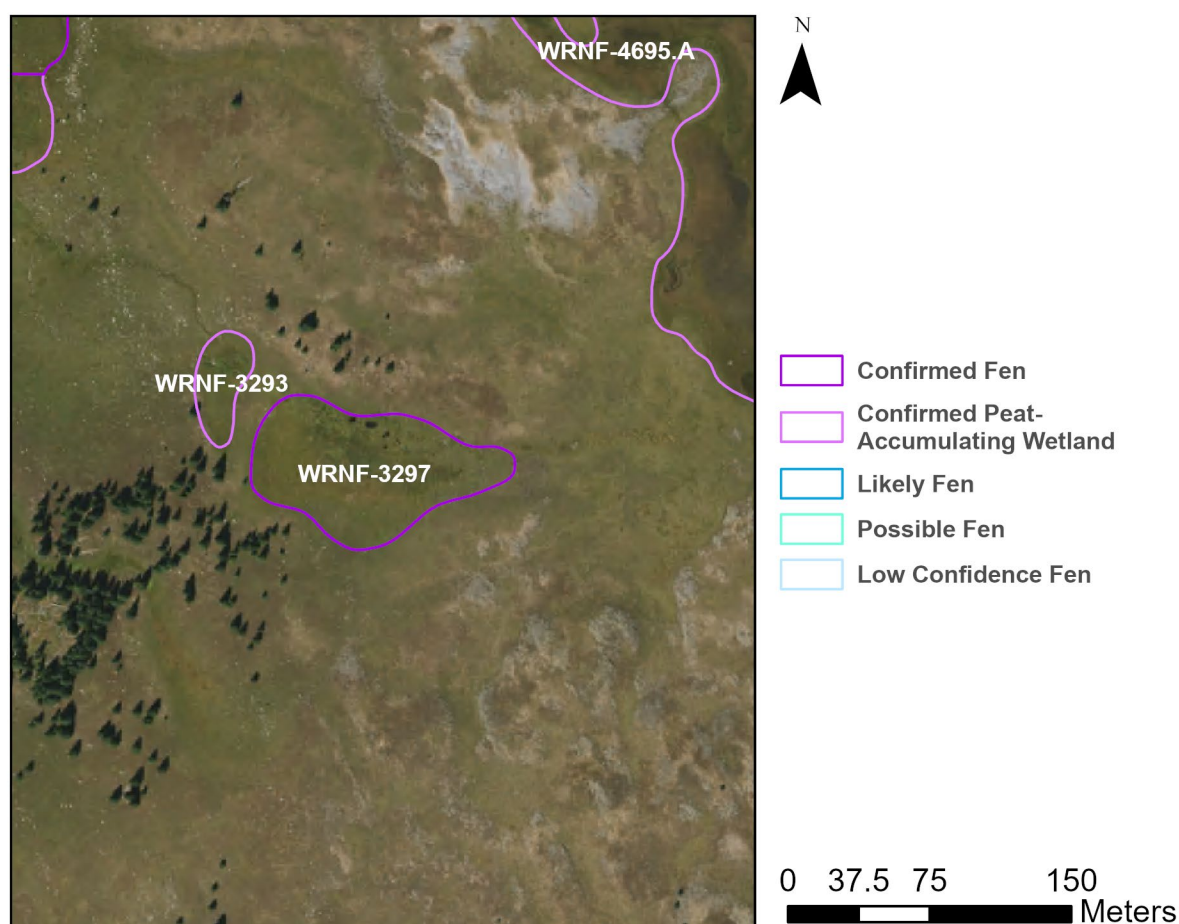 N
WRNF-4695.A
WRNF-3293
WRNF-3297
Confirmed Fen
Confirmed Peat-
Accumulating Wetland
Likely Fen
Possible Fen
Low Confidence Fen
0 37.5 75 150
Meters